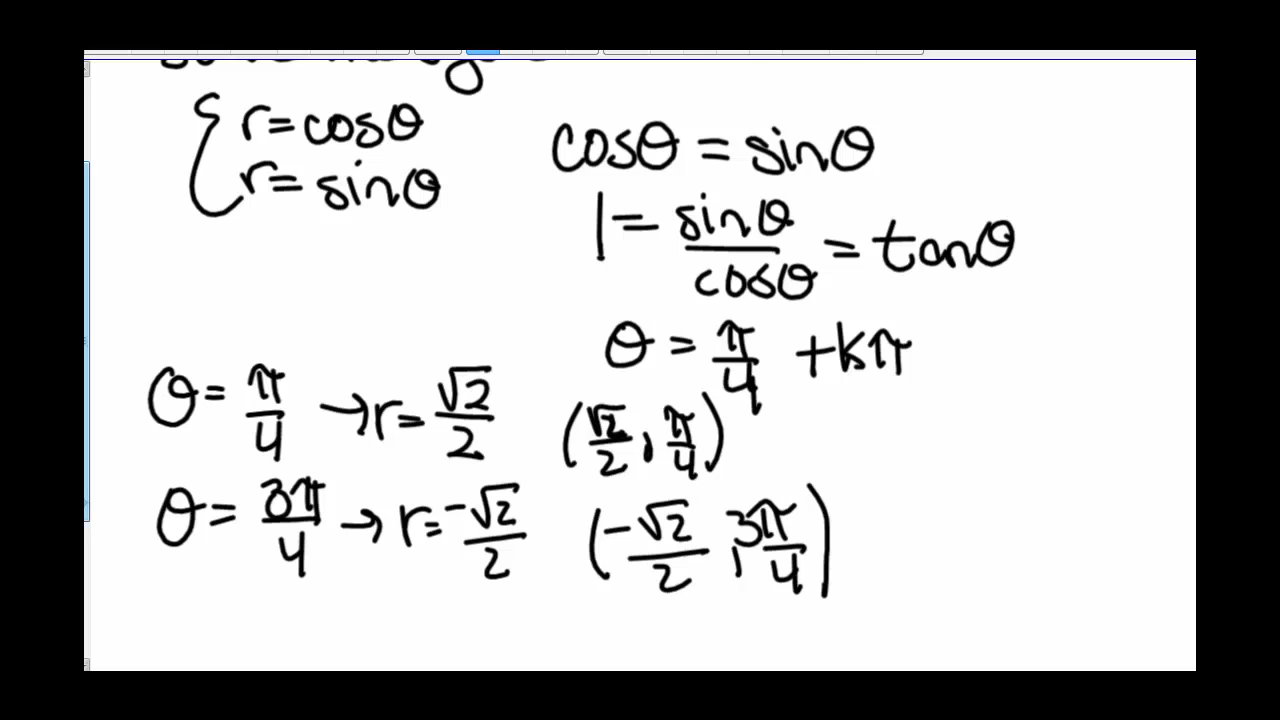 r=cosθ
r=sinθ
cosθ = sinθ
1 = sinθ/cosθ = tanθ
θ = π/4 + kπ
θ = π/4 → r = √2/2 (√2/2, π/4)
θ = 3π/4 → r = -√2/2 (-√2/2, 3π/4)